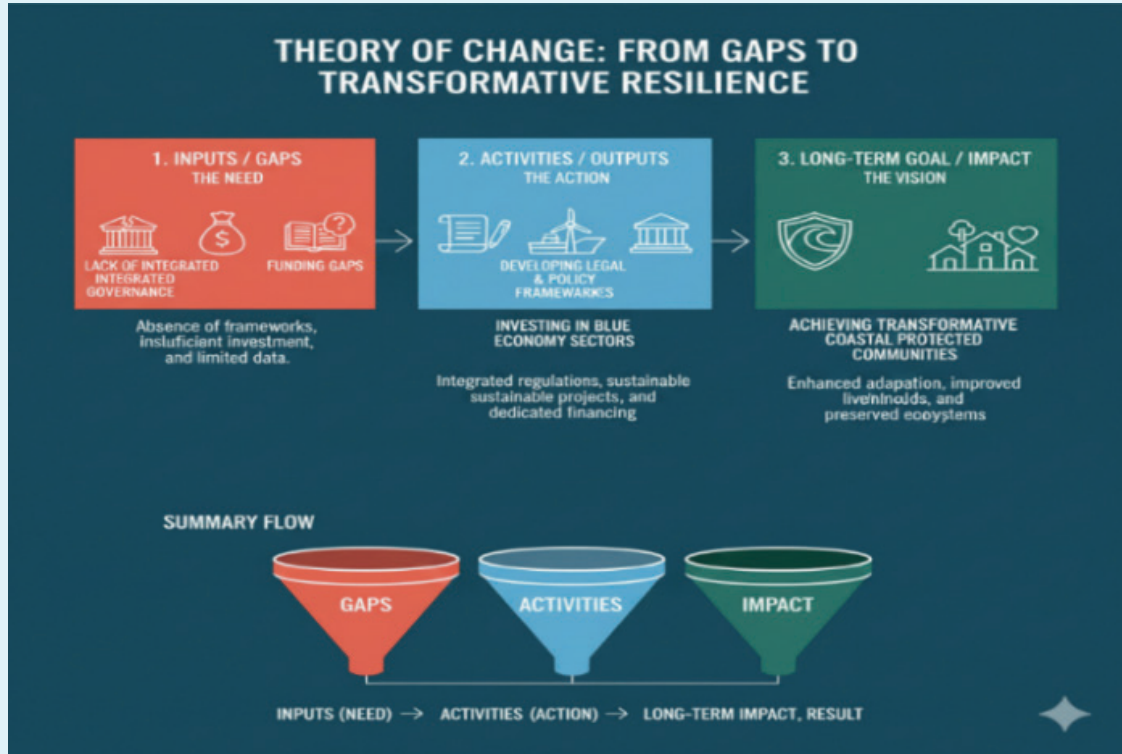 THEORY OF CHANGE: FROM GAPS TO
TRANSFORMATIVE RESILIENCE
1. INPUTS / GAPS
THE NEED
$
?
LACK OF INTEGRATED
INTEGRATED
GOVERNANCE
FUNDING GAPS
Absence of frameworks,
insluficient investment,
and limited data.
2. ACTIVITIES / OUTPUTS
THE ACTION
DEVELOPING LEGAL
& POLICY
FRAMEWARKES
INVESTING IN BLUE
ECONOMY SECTORS
Integrated regulations, sustainable
sustainable projects, and
dedicated financing
3. LONG-TERM GOAL / IMPACT
THE VISION
ACHIEVING TRANSFORMATIVE
COASTAL PROTECTED
COMMUNITIES
Enhanced adapation, improved
and
preserved
SUMMARY FLOW
GAPS
ACTIVITIES
IMPACT
INPUTS (NEED) → ACTIVITIES (ACTION) → LONG-TERM IMPACT, RESULT